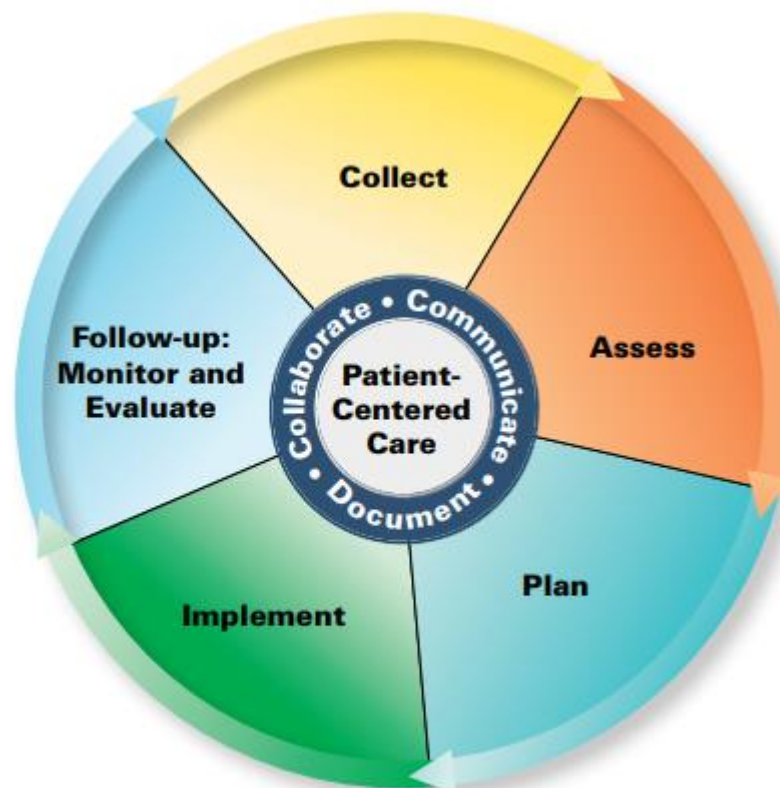 Collect
Assess
Plan
Implement
Follow-up:
Monitor and
Evaluate
Collaborate • Communicate • Document •
Patient-
Centered
Care